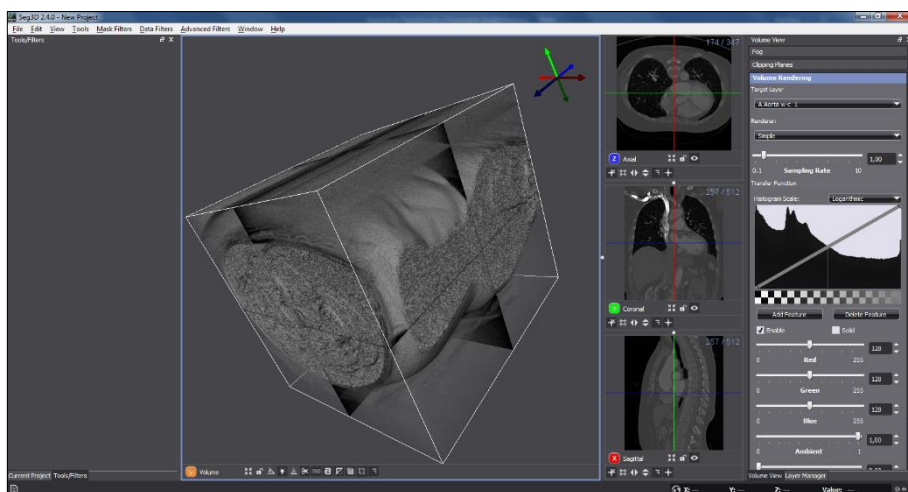 Seg3D 2.4.0 - New Project
File Edit View Tools Mask Filters Data Filters Advanced Filters Window Help
Tools/Filters
Volume View
Fog
Clipping Planes
Volume Rendering
Target Layer
Renderer:
Simple
1,00
0.1 Sampling Rate 10
Transfer Function
Histogram Scale: Logarithmic
Add Feature Delete Feature
Enable Solid
128
0 Red 255
128
0 Green 255
128
0 Blue 255
1,00
0 Ambient 1
174 / 347
Z Axial
257 / 512
Y Coronal
257 / 512
X Sagittal
Volume
Current Project Tools/Filters
Volume View Layer Manager
X: --- Y: --- Z: --- Value: ---